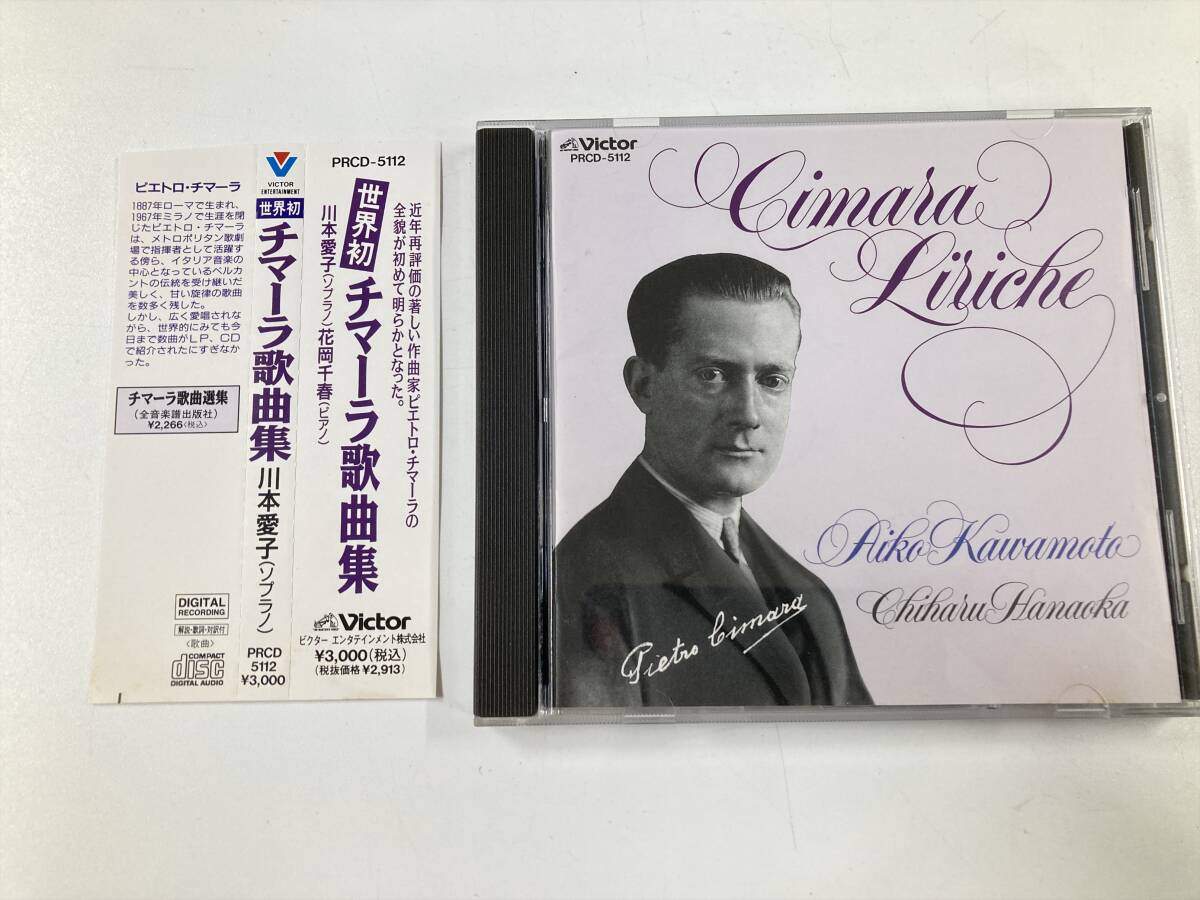 ピエトロ・チマーラ
1887年ローマで生まれ、
1967年ミラノで生涯を閉
じたピエトロ・チマーラ
は、メトロポリタン歌劇
場で指揮者として活躍す
る傍ら、イタリア音楽の
中心となっているベルカ
ントの伝統を受け継いだ
美しく、甘い旋律の歌曲
を数多く残した。
しかし、広く愛唱されな
がら、世界的にみても今
日まで数曲がLP、CD
で紹介されたにすぎなか
った。
チマーラ歌曲選集
(全音楽譜出版社)
¥2,266〈税込〉
DIGITAL
RECORDING
解説・歌詞・対訳付
〈歌曲〉
COMPACT
disc
DIGITAL AUDIO
VICTOR
ENTERTAINMENT
世界初
チマーラ歌曲集
川本愛子(ソプラノ)
PRCD
5112
¥3,000
PRCD-5112
近年再評価の著しい作曲家ピエトロ・チマーラの
全貌が初めて明らかとなった。
世界初
チマーラ歌曲集
川本愛子(ソプラノ)花岡千春(ピアノ)
Victor
ビクター エンタテインメント株式会社
¥3,000(税込)
(税抜価格¥2,913)
Victor
PRCD-5112
Cimara
Liriche
Aiko Kawamoto
Chiharu Hanaoka
Pietro Cimara